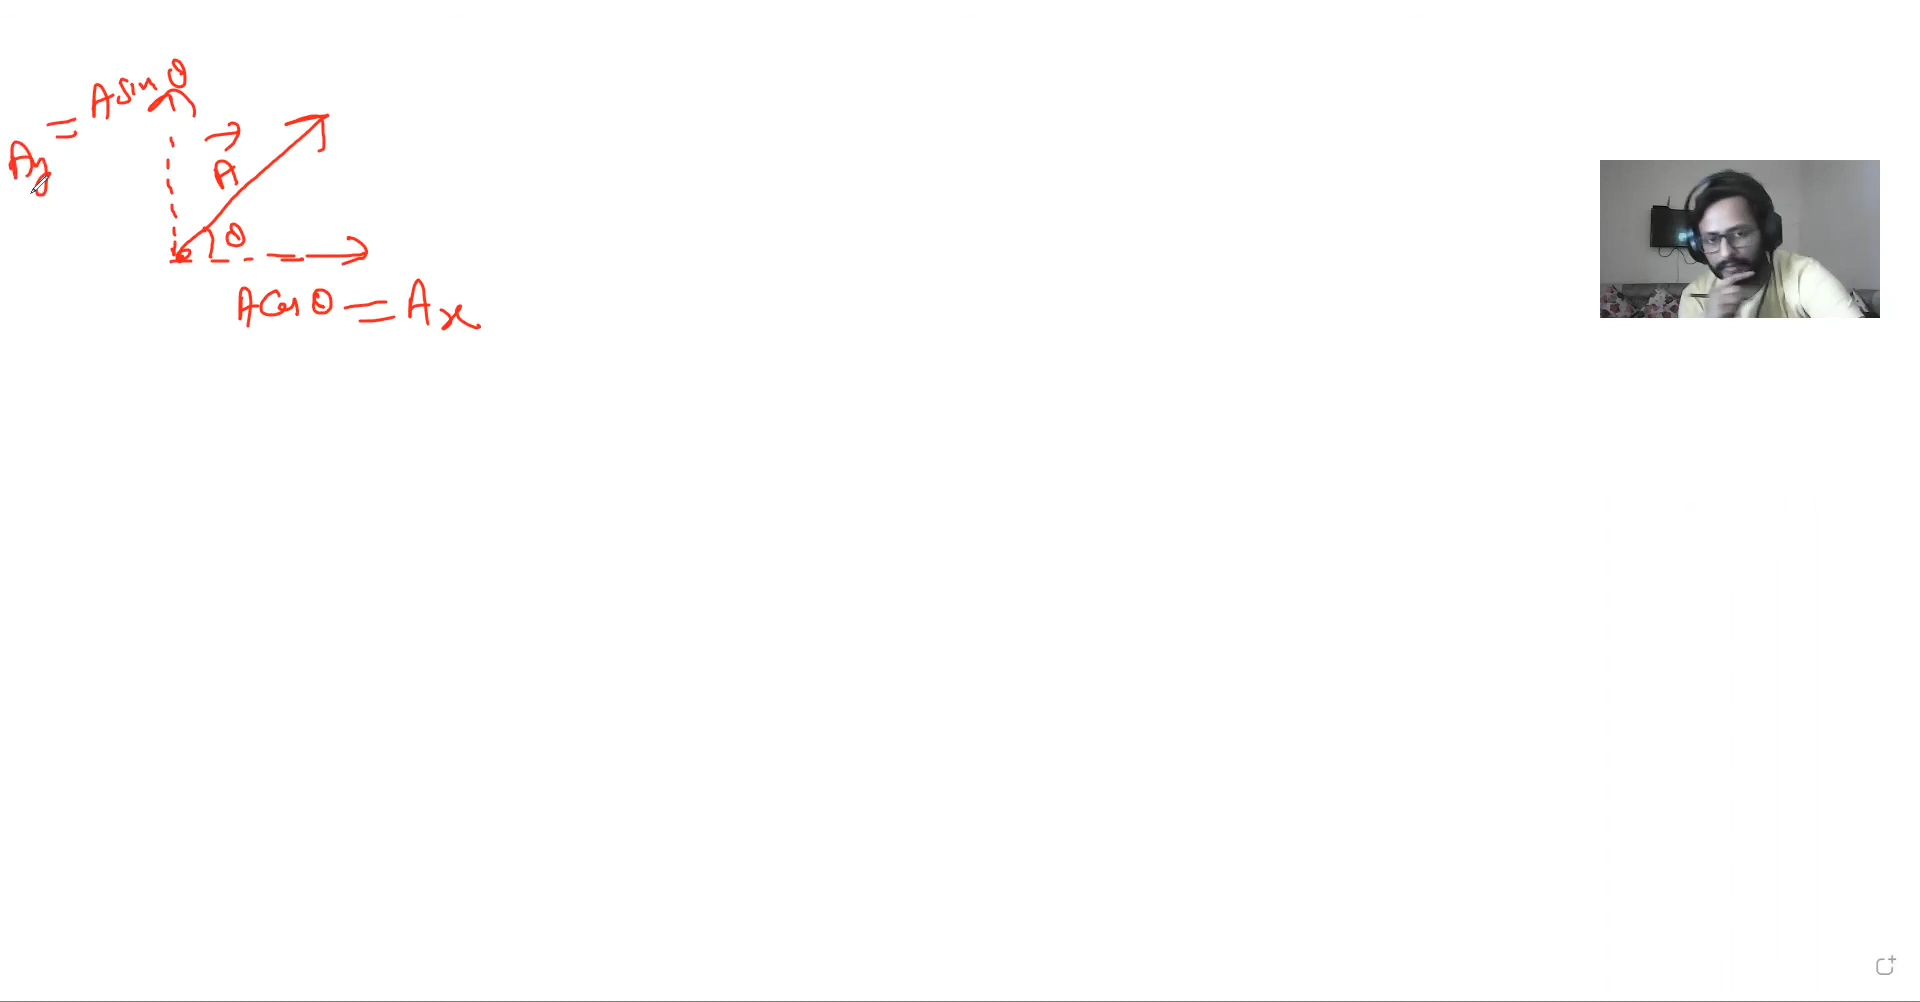 Ay = A sin θ
A⃗
θ
A Cos θ = Ax